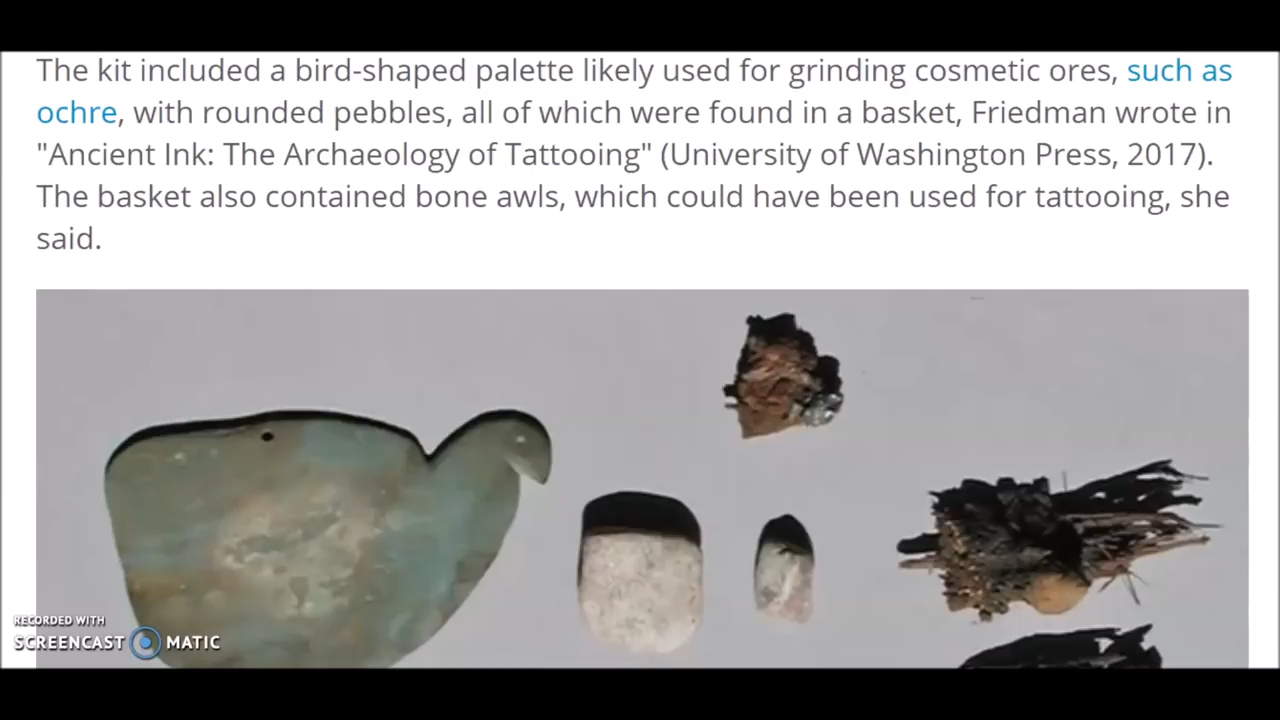 The kit included a bird-shaped palette likely used for grinding cosmetic ores, such as
ochre, with rounded pebbles, all of which were found in a basket, Friedman wrote in
"Ancient Ink: The Archaeology of Tattooing" (University of Washington Press, 2017).
The basket also contained bone awls, which could have been used for tattooing, she
said.
RECORDED WITH
SCREENCAST MATIC